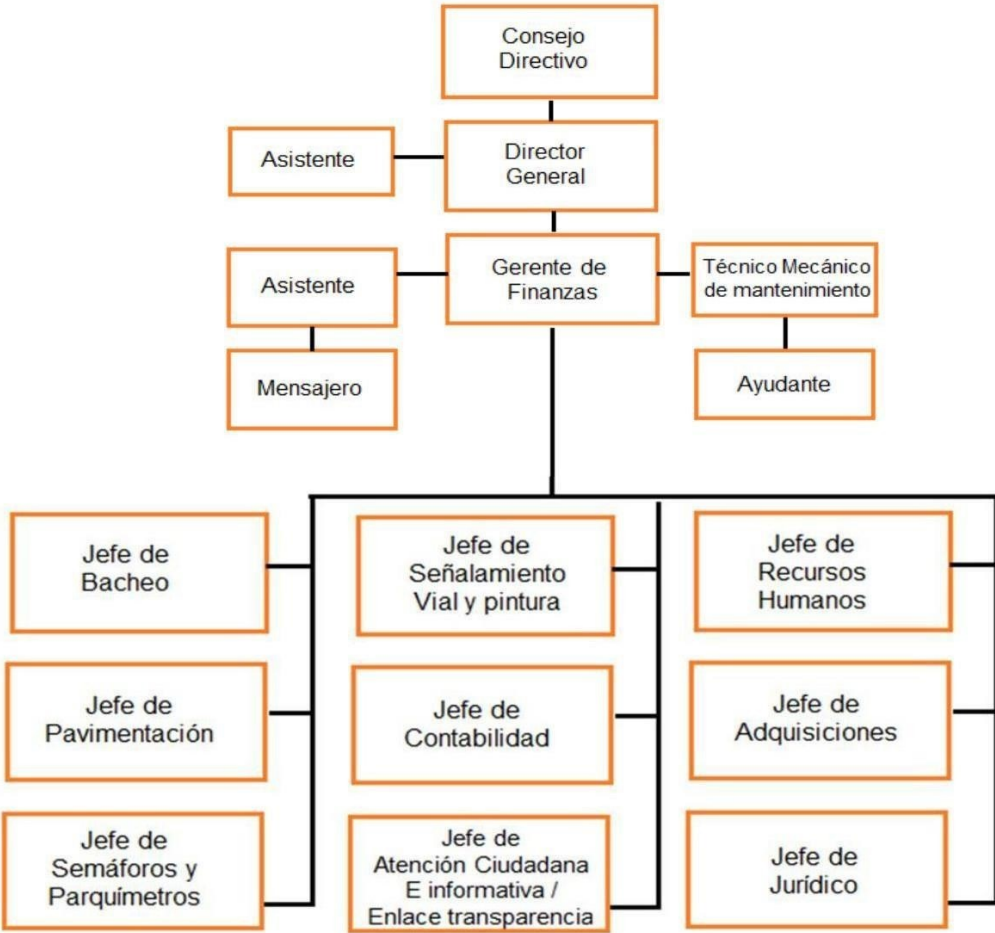 Consejo
Directivo
Asistente
Director
General
Asistente
Gerente de
Finanzas
Técnico Mecánico
de mantenimiento
Mensajero
Ayudante
Jefe de
Bacheo
Jefe de
Señalamiento
Vial y pintura
Jefe de
Recursos
Humanos
Jefe de
Pavimentación
Jefe de
Contabilidad
Jefe de
Adquisiciones
Jefe de
Semáforos y
Parquímetros
Jefe de
Atención Ciudadana
E informativa /
Enlace transparencia
Jefe de
Jurídico